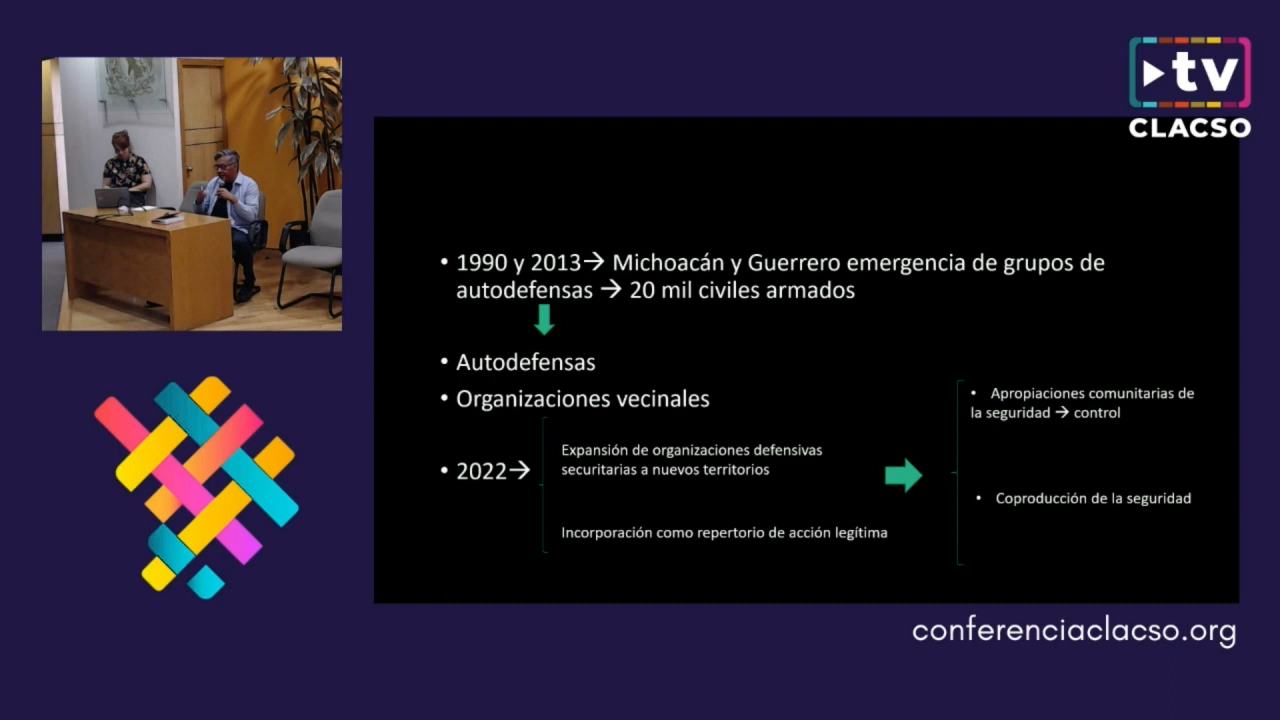 tv
CLACSO
• 1990 y 2013→ Michoacán y Guerrero emergencia de grupos de
autodefensas → 20 mil civiles armados
• Autodefensas
• Organizaciones vecinales
• 2022→
Expansión de organizaciones defensivas
securitarias a nuevos territorios
Incorporación como repertorio de acción legítima
• Apropiaciones comunitarias de
la seguridad → control
• Coproducción de la seguridad
conferenciaclacso.org